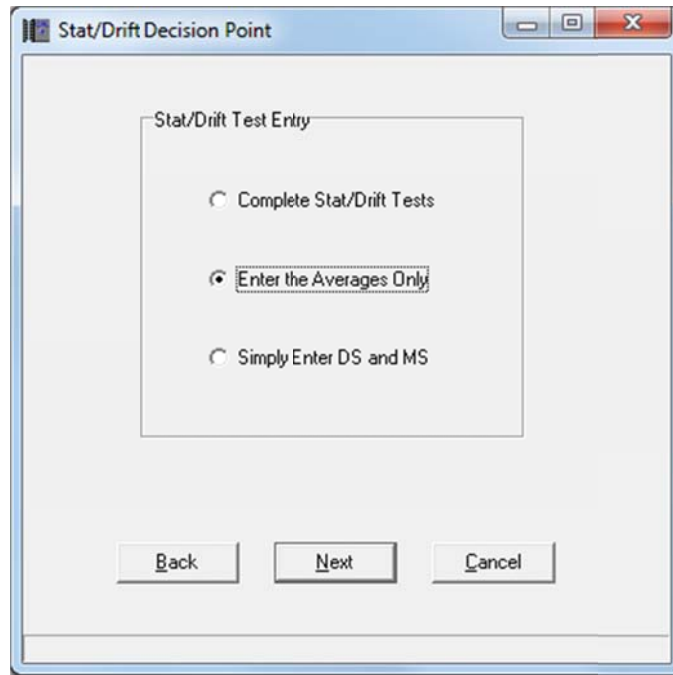 Stat/Drift Decision Point
Stat/Drift Test Entry
Complete Stat/Drift Tests
Enter the Averages Only
Simply Enter DS and MS
Back Next Cancel